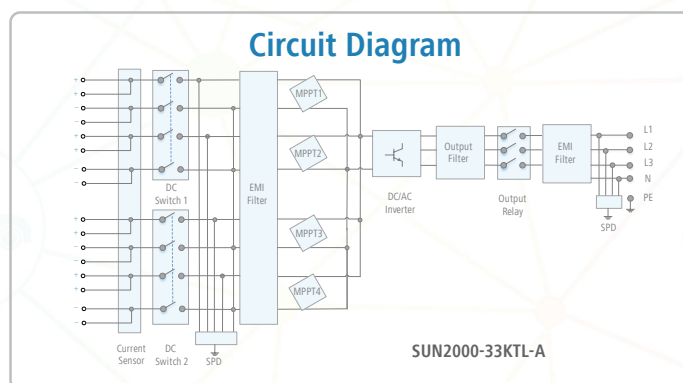 Circuit Diagram
+
+
−
−
+
+
−
−
+
+
−
−
+
+
−
−
Current
Sensor
DC
Switch 1
DC
Switch 2
SPD
EMI
Filter
MPPT1
MPPT2
MPPT3
MPPT4
DC/AC
Inverter
Output
Filter
Output
Relay
EMI
Filter
L1
L2
L3
N
PE
SPD
SUN2000-33KTL-A